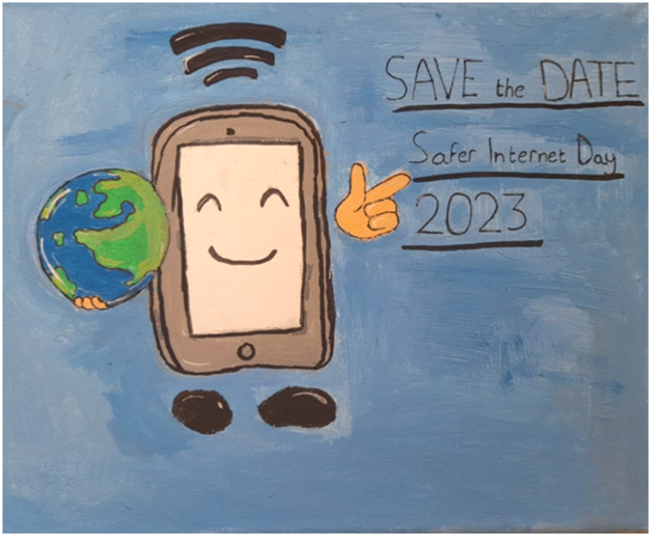 SAVE the DATE
Safer Internet Day
2023